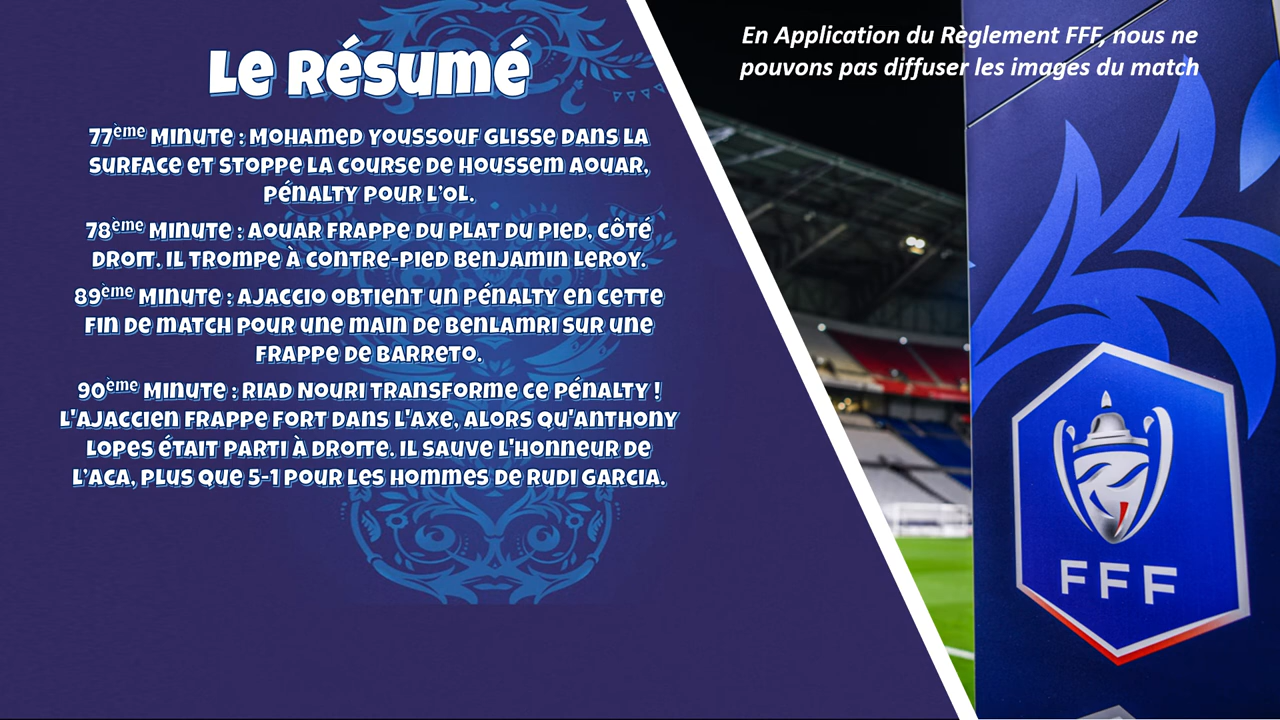 Le Résumé
77ème Minute : Mohamed Youssouf glisse dans la
surface et stoppe la course de Houssem Aouar,
pénalty pour l'OL.
78ème Minute : Aouar frappe du plat du pied, côté
droit. Il trompe à contre-pied Benjamin Leroy.
89ème Minute : Ajaccio obtient un pénalty en cette
fin de match pour une main de Benlamri sur une
frappe de Barreto.
90ème Minute : Riad Nouri transforme ce pénalty !
L'Ajaccien frappe fort dans l'axe, alors qu'Anthony
Lopes était parti à droite. Il sauve l'honneur de
l'ACA, plus que 5-1 pour les hommes de Rudi Garcia.
En Application du Règlement FFF, nous ne
pouvons pas diffuser les images du match
FFF